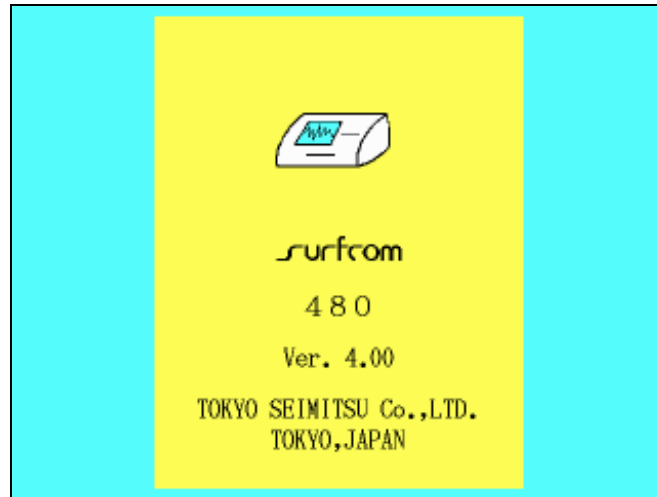 surfcom
４８０
Ver. 4.00
TOKYO SEIMITSU Co.,LTD.
TOKYO,JAPAN